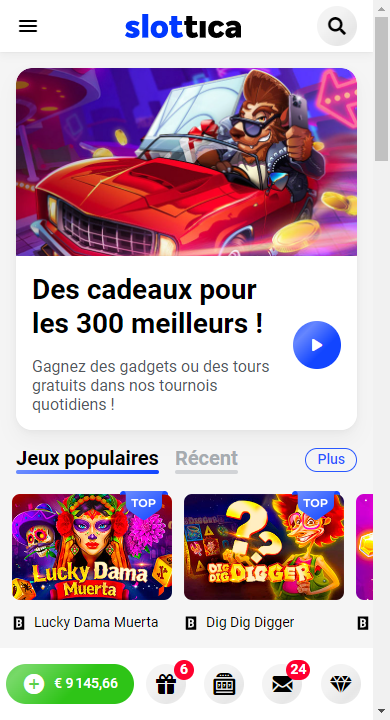 slottica
Des cadeaux pour
les 300 meilleurs !
Gagnez des gadgets ou des tours
gratuits dans nos tournois
quotidiens !
Jeux populaires
Récent
Plus
TOP
Lucky Dama
Muerta
TOP
DIG
DIG DIGGER
B Lucky Dama Muerta
B Dig Dig Digger
B
€ 9 145,66
6
24